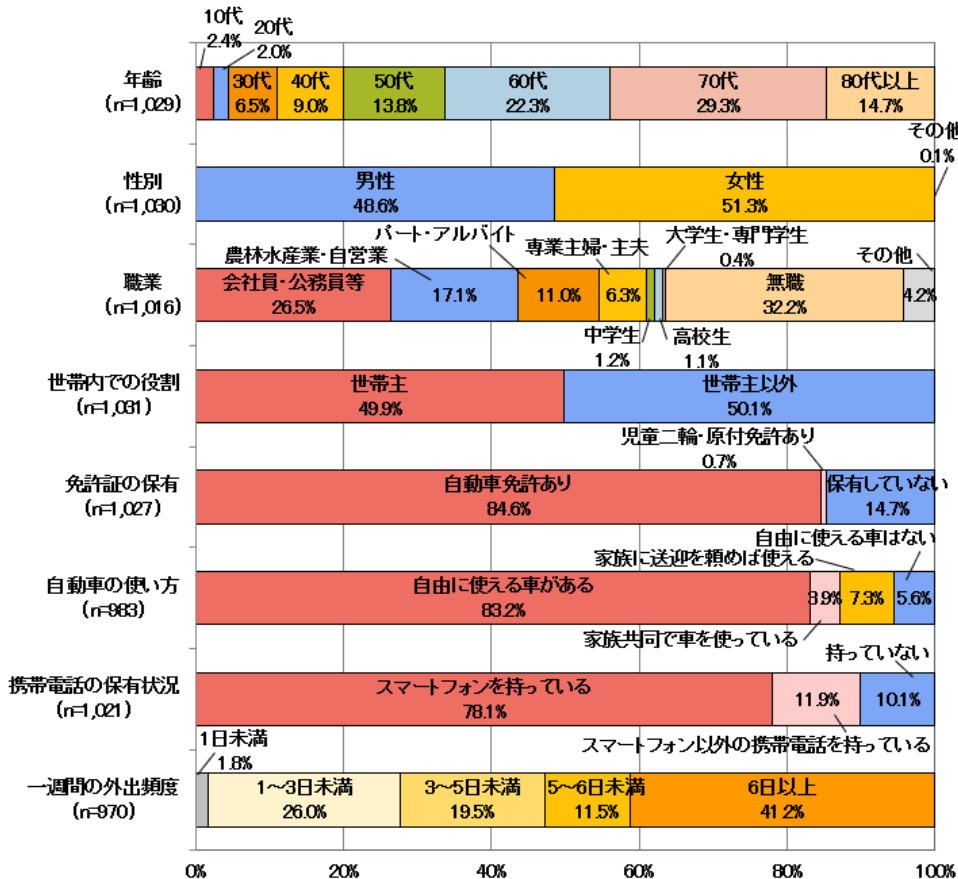 10代
2.4%
20代
2.0%
年齢
(n=1,029)
30代
6.5%
40代
9.0%
50代
13.8%
60代
22.3%
70代
29.3%
80代以上
14.7%
その他
0.1%
性別
(n=1,030)
男性
48.6%
女性
51.3%
農林水産業・自営業
パート・アルバイト
専業主婦・主夫
大学生・専門学生
0.4%
その他
職業
(n=1,016)
会社員・公務員等
26.5%
17.1%
11.0%
6.3%
無職
32.2%
4.2%
中学生
1.2%
高校生
1.1%
世帯内での役割
(n=1,031)
世帯主
49.9%
世帯主以外
50.1%
児童二輪・原付免許あり
0.7%
免許証の保有
(n=1,027)
自動車免許あり
84.6%
保有していない
14.7%
自由に使える車はない
家族に送迎を頼めば使える
自動車の使い方
(n=983)
自由に使える車がある
83.2%
3.9%
7.3%
5.6%
家族共同で車を使っている
持っていない
携帯電話の保有状況
(n=1,021)
スマートフォンを持っている
78.1%
11.9%
10.1%
スマートフォン以外の携帯電話を持っている
1日未満
1.8%
一週間の外出頻度
(n=970)
1～3日未満
26.0%
3～5日未満
19.5%
5～6日未満
11.5%
6日以上
41.2%
0%
20%
40%
60%
80%
100%